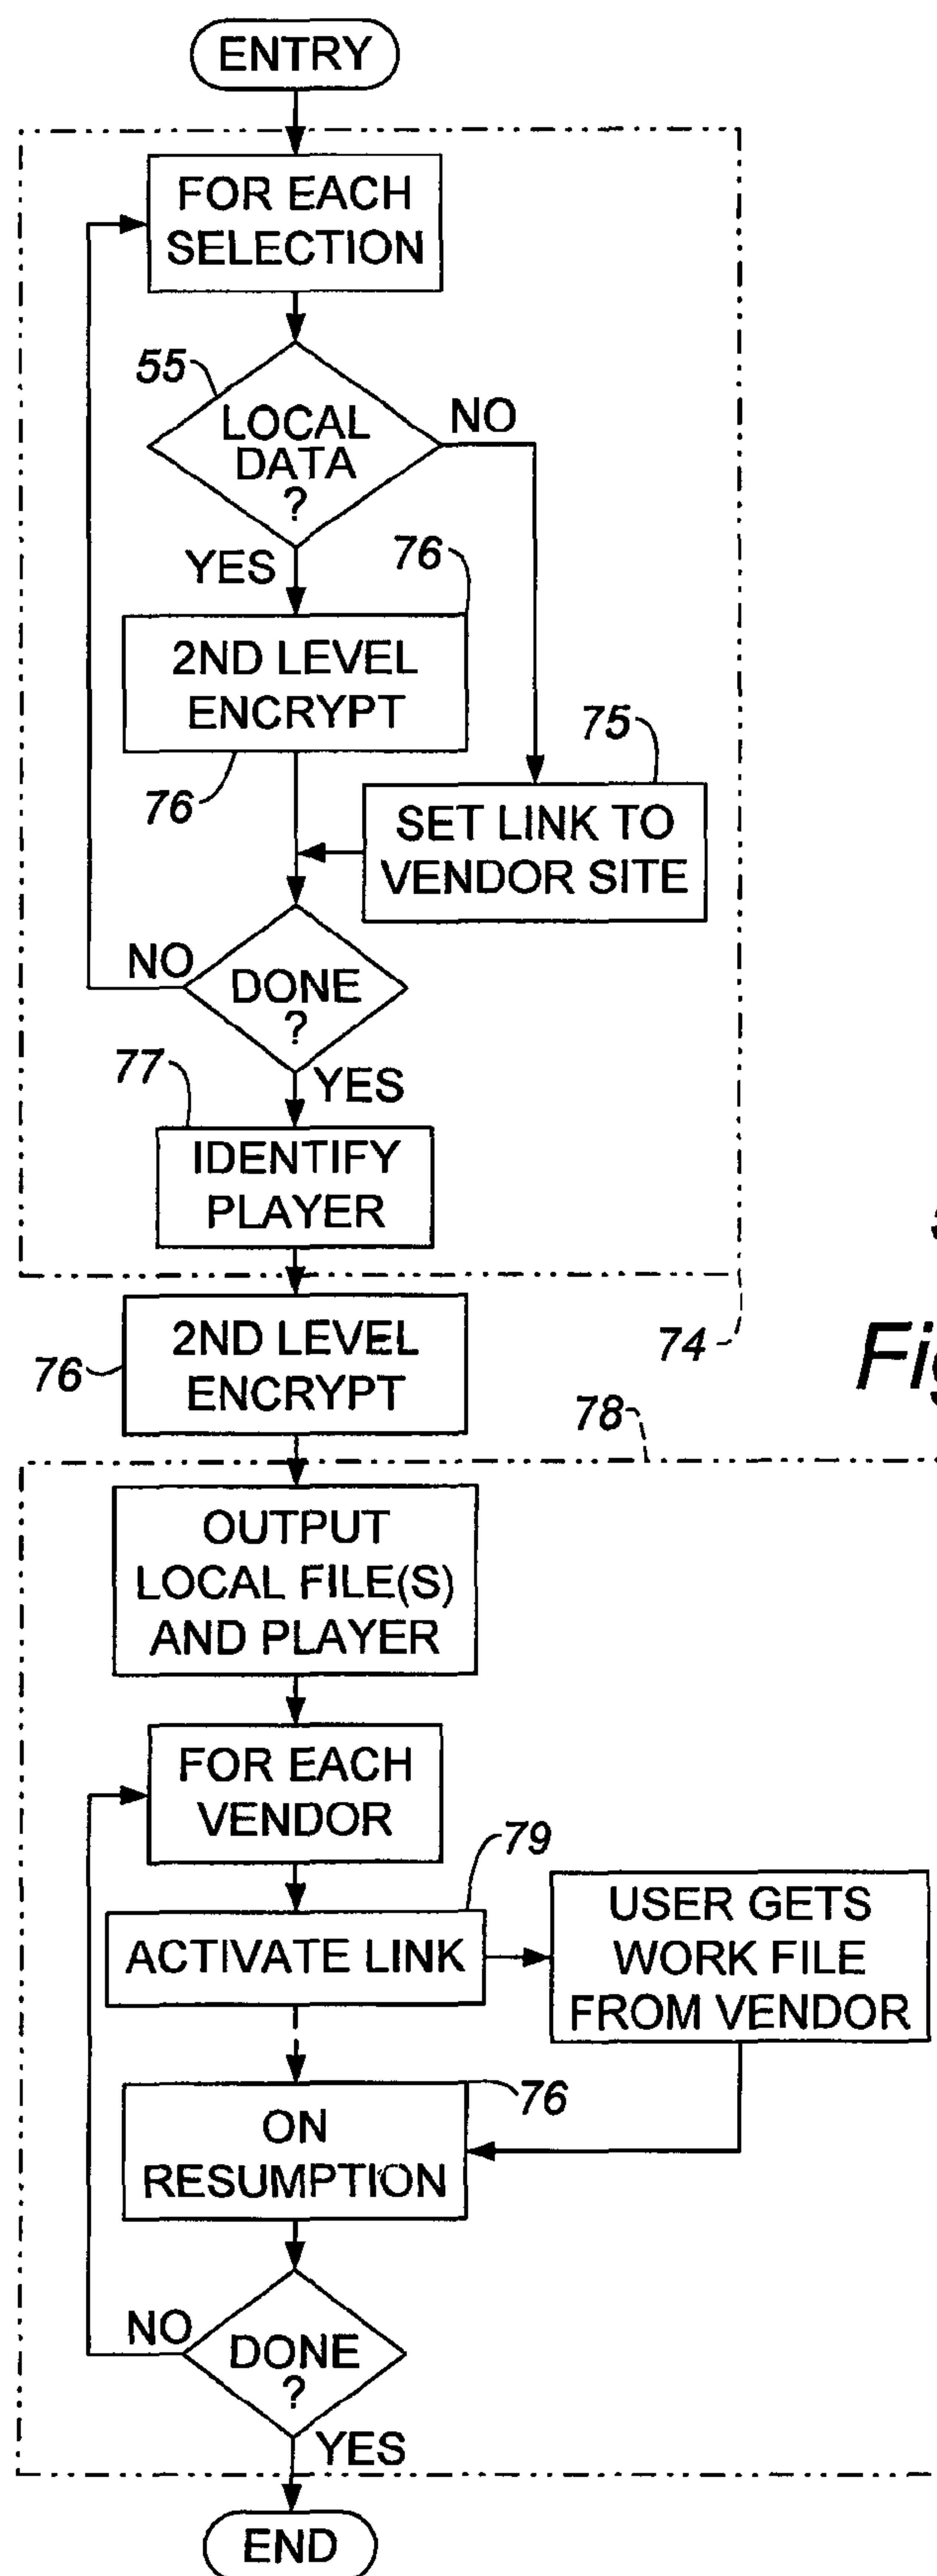 ENTRY
FOR EACH
SELECTION
55
LOCAL
DATA
?
NO
YES
76
2ND LEVEL
ENCRYPT
76
75
SET LINK TO
VENDOR SITE
NO
DONE
?
77
YES
IDENTIFY
PLAYER
74
76
2ND LEVEL
ENCRYPT
Fig
78
OUTPUT
LOCAL FILE(S)
AND PLAYER
FOR EACH
VENDOR
79
ACTIVATE LINK
USER GETS
WORK FILE
FROM VENDOR
76
ON
RESUMPTION
NO
DONE
?
YES
END